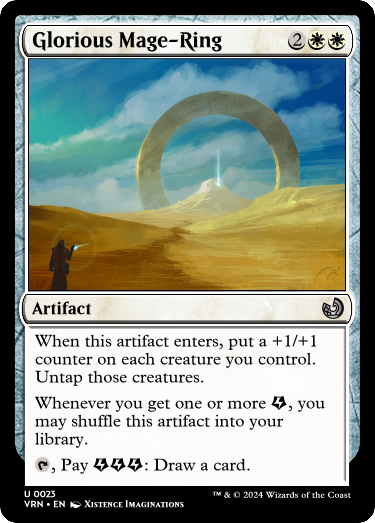 Glorious Mage-Ring 2
Artifact
When this artifact enters, put a +1/+1
counter on each creature you control.
Untap those creatures.
Whenever you get one or more , you
may shuffle this artifact into your
library.
, Pay : Draw a card.
U 0023
VRN • EN Xistence Imaginations
™ & © 2024 Wizards of the Coast